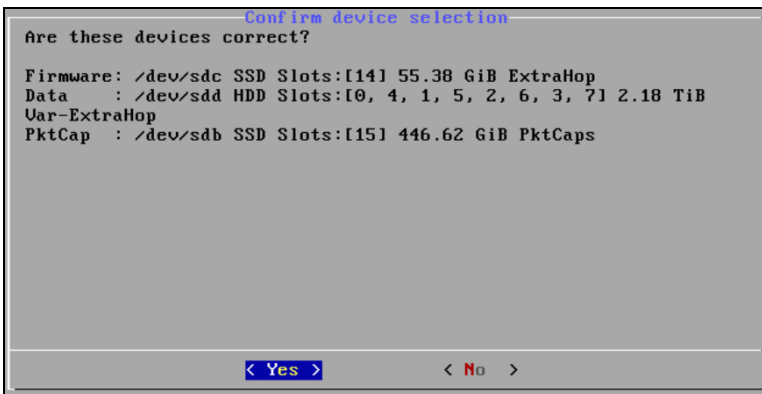 Confirm device selection
Are these devices correct?
Firmware: /dev/sdc SSD Slots:[14] 55.38 GiB ExtraHop
Data    : /dev/sdd HDD Slots:[0, 4, 1, 5, 2, 6, 3, 7] 2.18 TiB
Var-ExtraHop
PktCap  : /dev/sdb SSD Slots:[15] 446.62 GiB PktCaps
< Yes >    < No  >